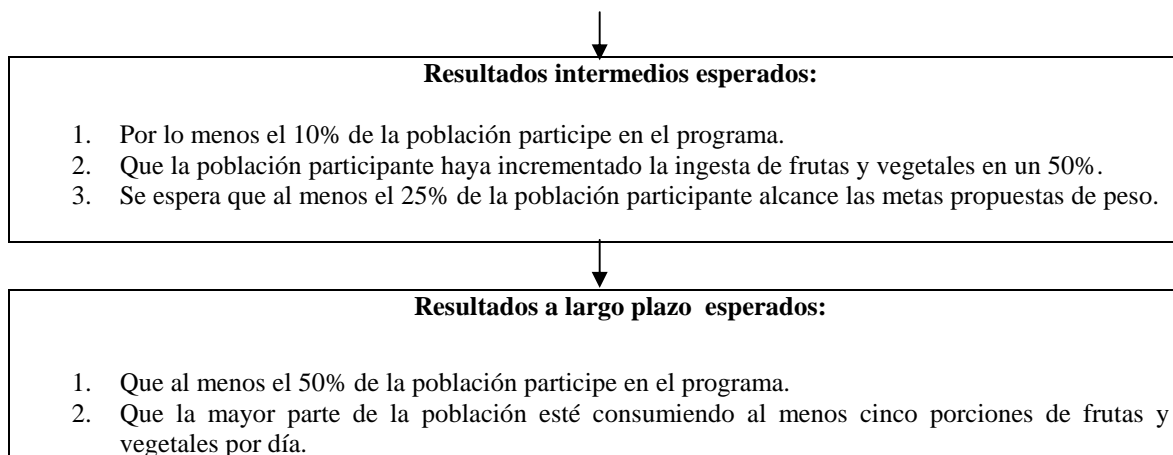 Resultados intermedios esperados:
1. Por lo menos el 10% de la población participe en el programa.
2. Que la población participante haya incrementado la ingesta de frutas y vegetales en un 50%.
3. Se espera que al menos el 25% de la población participante alcance las metas propuestas de peso.
Resultados a largo plazo esperados:
1. Que al menos el 50% de la población participe en el programa.
2. Que la mayor parte de la población esté consumiendo al menos cinco porciones de frutas y
vegetales por día.